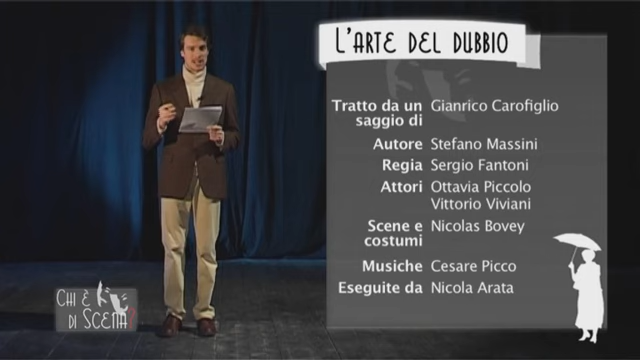 L'ARTE DEL DUBBIO
Tratto da un Gianrico Carofiglio
saggio di
Autore Stefano Massini
Regia Sergio Fantoni
Attori Ottavia Piccolo
Vittorio Viviani
Scene e Nicolas Bovey
costumi
Musiche Cesare Picco
Eseguite da Nicola Arata
CHI È
DI SCENA?